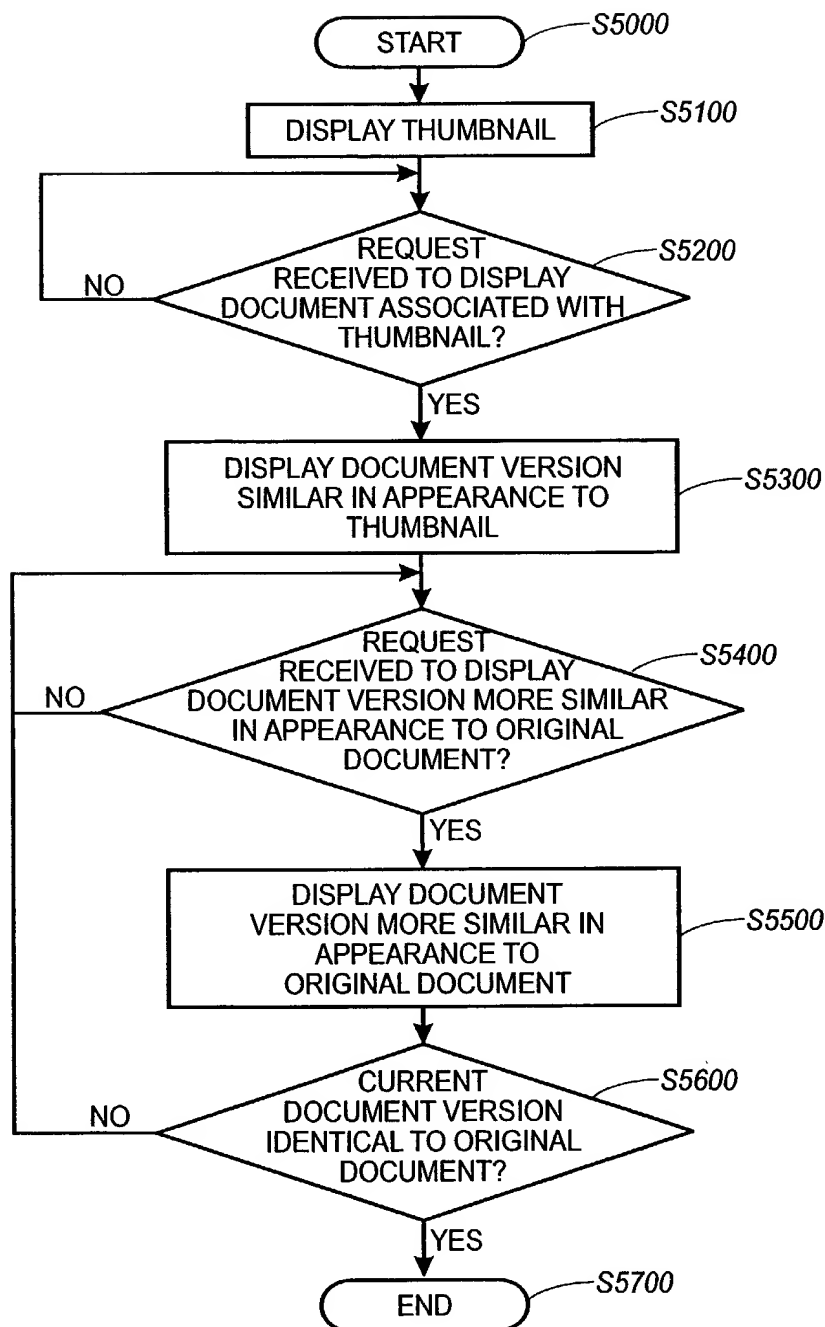 START
S5000
DISPLAY THUMBNAIL
S5100
REQUEST
RECEIVED TO DISPLAY
DOCUMENT ASSOCIATED WITH
THUMBNAIL?
S5200
NO
YES
DISPLAY DOCUMENT VERSION
SIMILAR IN APPEARANCE TO
THUMBNAIL
S5300
REQUEST
RECEIVED TO DISPLAY
DOCUMENT VERSION MORE SIMILAR
IN APPEARANCE TO ORIGINAL
DOCUMENT?
S5400
NO
YES
DISPLAY DOCUMENT
VERSION MORE SIMILAR IN
APPEARANCE TO
ORIGINAL DOCUMENT
S5500
CURRENT
DOCUMENT VERSION
IDENTICAL TO ORIGINAL
DOCUMENT?
S5600
NO
YES
END
S5700